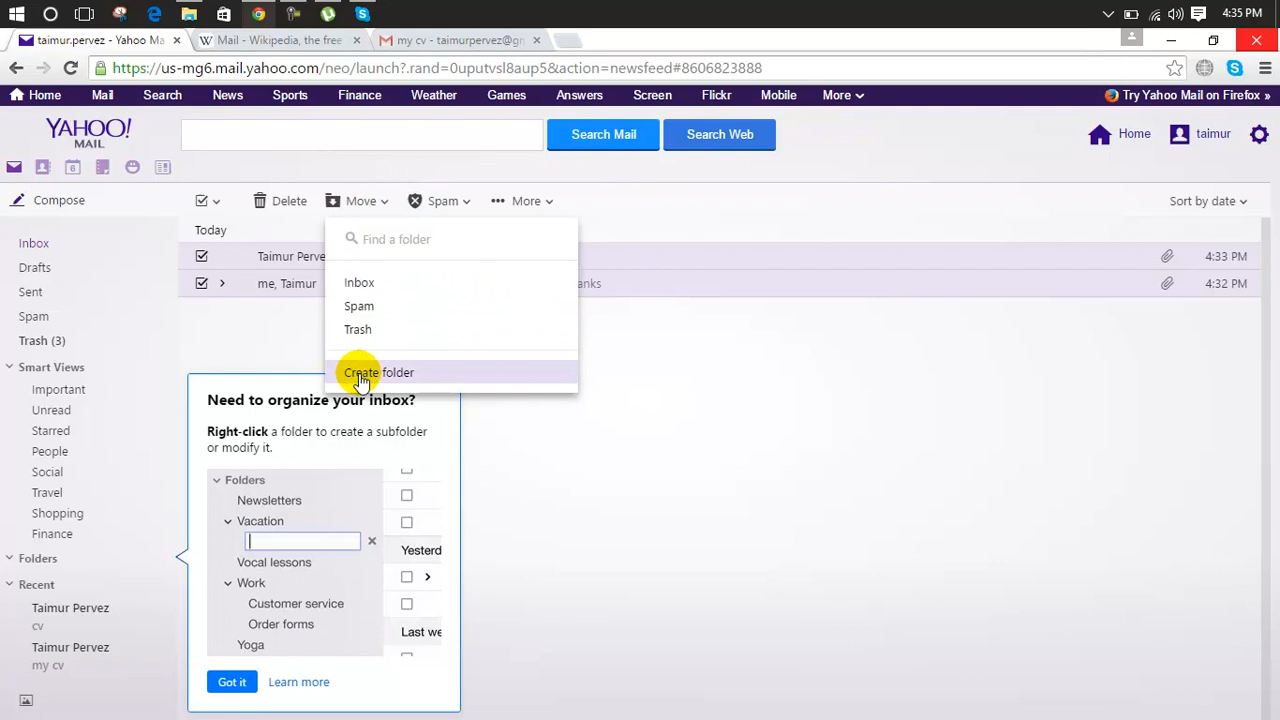 4:35 PM
taimur.pervez - Yahoo Ma
Mail - Wikipedia, the free
my cv - taimurpervez@gr
https://us-mg6.mail.yahoo.com/neo/launch?.rand=0uputvsl8aup5&action=newsfeed#8606823888
Home Mail Search News Sports Finance Weather Games Answers Screen Flickr Mobile More Try Yahoo Mail on Firefox »
YAHOO!
MAIL
Search Mail
Search Web
Home
taimur
6
Compose
Delete Move Spam More Sort by date
Inbox
Drafts
Sent
Spam
Trash (3)
Smart Views
Important
Unread
Starred
People
Social
Travel
Shopping
Finance
Folders
Recent
Taimur Pervez
cv
Taimur Pervez
my cv
Today
Taimur Perve 4:33 PM
me, Taimur anks 4:32 PM
Find a folder
Inbox
Spam
Trash
Create folder
Need to organize your inbox?
Right-click a folder to create a subfolder
or modify it.
Folders
Newsletters
Vacation
Vocal lessons
Work
Customer service
Order forms
Yoga
Yesterd
Last we
Got it
Learn more